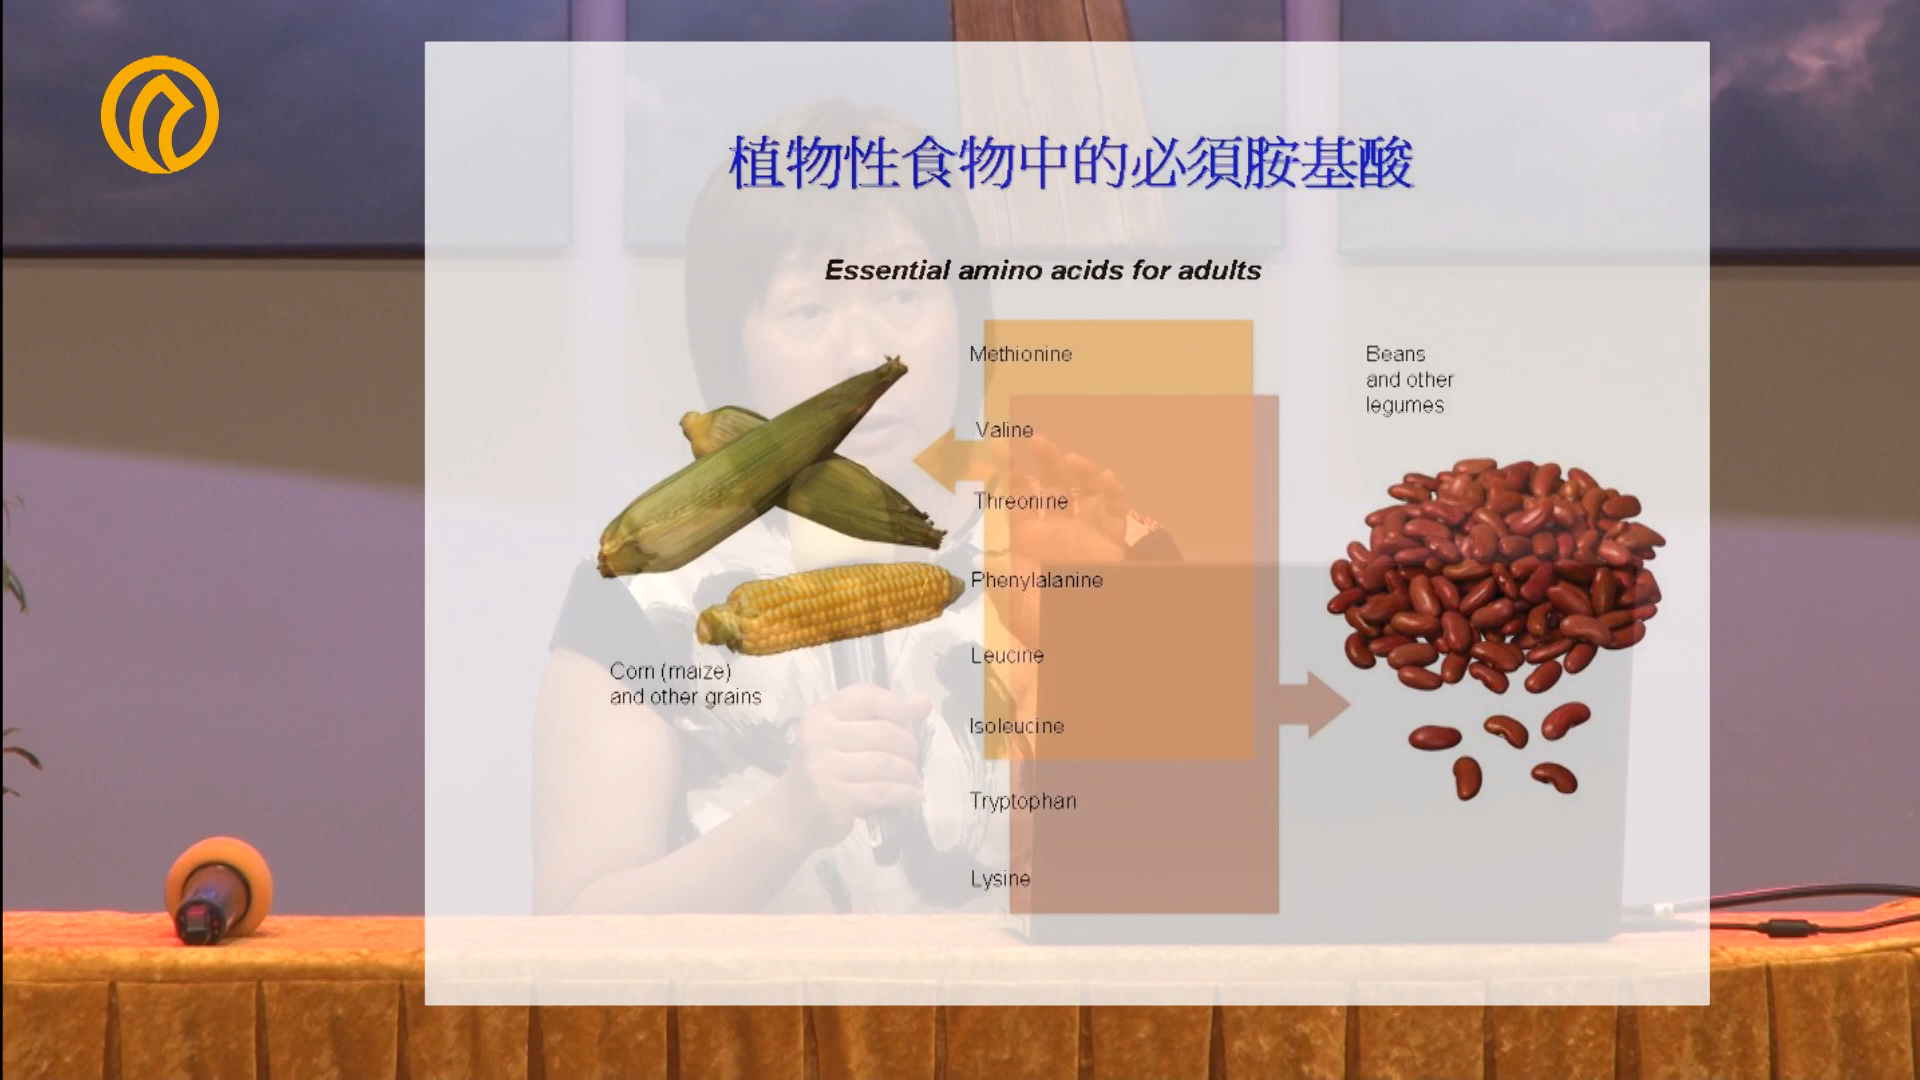 植物性食物中的必須胺基酸
Essential amino acids for adults
Methionine
Valine
Threonine
Phenylalanine
Leucine
Isoleucine
Tryptophan
Lysine
Corn (maize)
and other grains
Beans
and other
legumes